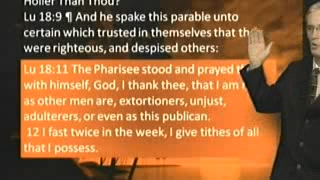 Holier Than Thou?
Lu 18:9 ¶ And he spake this parable unto
certain which trusted in themselves that
were righteous, and despised others:
Lu 18:11 The Pharisee stood and prayed
with himself, God, I thank thee, that I am
as other men are, extortioners, unjust,
adulterers, or even as this publican.
12 I fast twice in the week, I give tithes of all
that I possess.